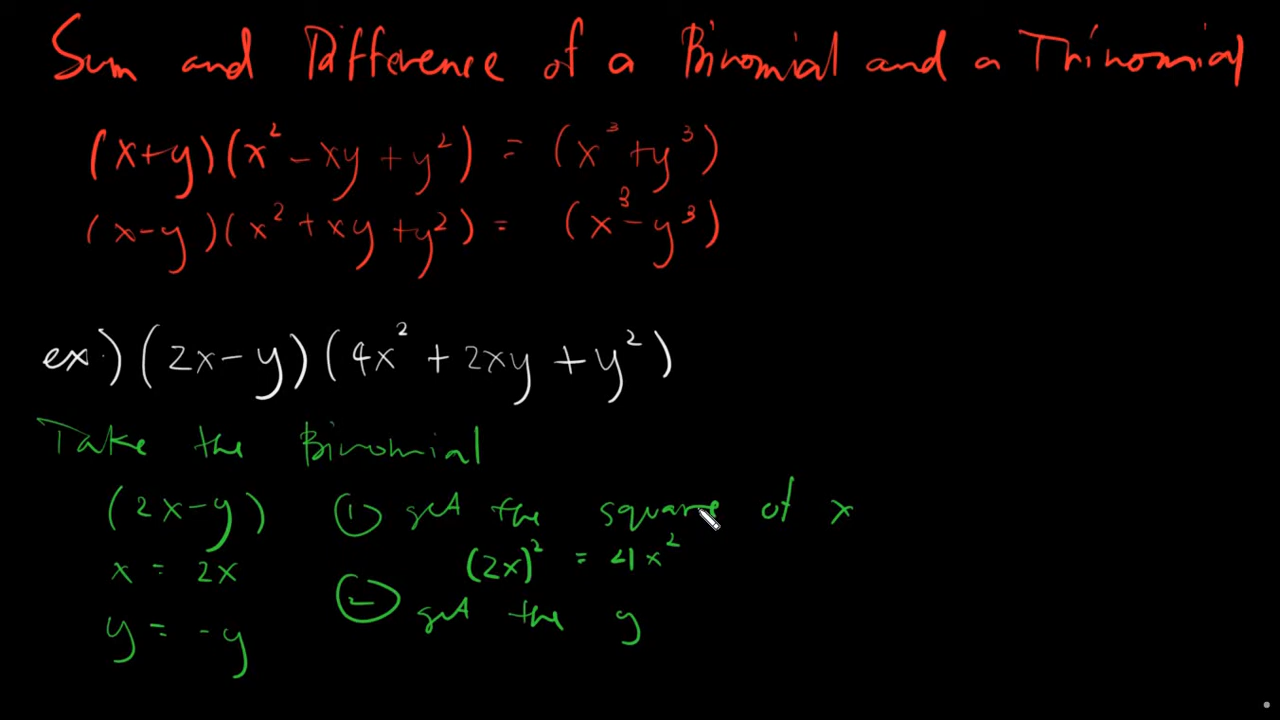 Sum and Difference of a Binomial and a Trinomial
(x+y)(x² - xy + y²) = (x³ + y³)
(x-y)(x² + xy + y²) = (x³ - y³)
ex.) (2x - y)(4x² + 2xy + y²)
Take the Binomial
(2x - y) ① get the square of x
(2x)² = 4x²
x = 2x
② get the y
y = -y